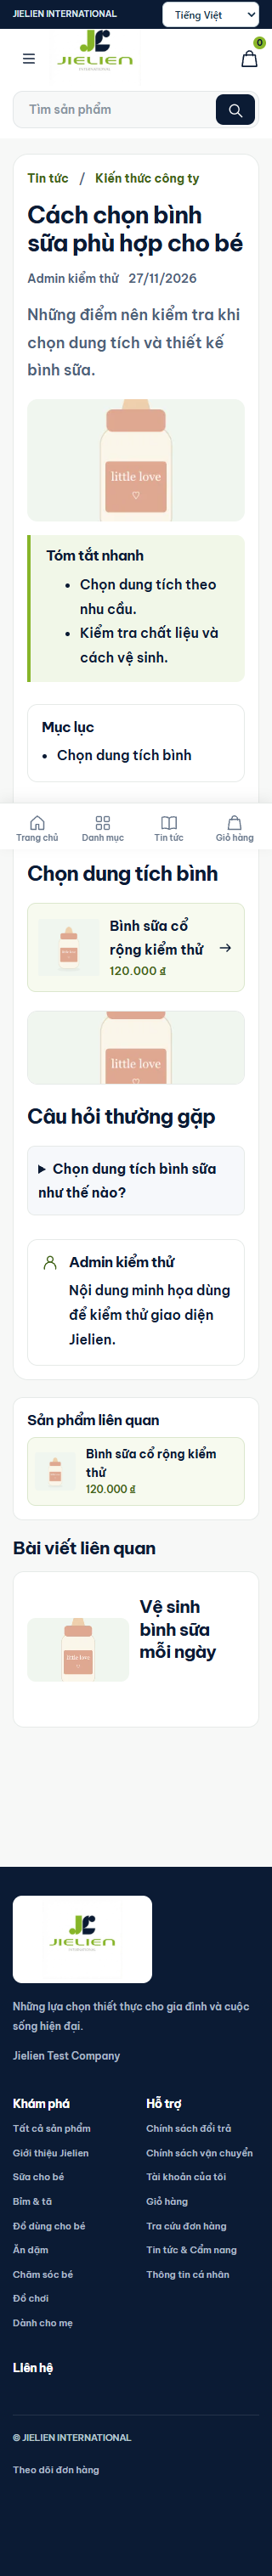 JIELIEN INTERNATIONAL
Tiếng Việt
JIELIEN
INTERNATIONAL
0
Tìm sản phẩm
Tin tức / Kiến thức công ty
Cách chọn bình
sữa phù hợp cho bé
Admin kiểm thử 27/11/2026
Những điểm nên kiểm tra khi
chọn dung tích và thiết kế
bình sữa.
little love
Tóm tắt nhanh
• Chọn dung tích theo
nhu cầu.
• Kiểm tra chất liệu và
cách vệ sinh.
Mục lục
• Chọn dung tích bình
Trang chủ
Danh mục
Tin tức
Giỏ hàng
Chọn dung tích bình
Bình sữa cổ
rộng kiểm thử
120.000 ₫
little love
Câu hỏi thường gặp
Chọn dung tích bình sữa
như thế nào?
Admin kiểm thử
Nội dung minh họa dùng
để kiểm thử giao diện
Jielien.
Sản phẩm liên quan
Bình sữa cổ rộng kiểm
thử
120.000 ₫
Bài viết liên quan
little love
Vệ sinh
bình sữa
mỗi ngày
JIELIEN
INTERNATIONAL
Những lựa chọn thiết thực cho gia đình và cuộc
sống hiện đại.
Jielien Test Company
Khám phá
Tất cả sản phẩm
Giới thiệu Jielien
Sữa cho bé
Bỉm & tã
Đồ dùng cho bé
Ăn dặm
Chăm sóc bé
Đồ chơi
Dành cho mẹ
Hỗ trợ
Chính sách đổi trả
Chính sách vận chuyển
Tài khoản của tôi
Giỏ hàng
Tra cứu đơn hàng
Tin tức & Cẩm nang
Thông tin cá nhân
Liên hệ
© JIELIEN INTERNATIONAL
Theo dõi đơn hàng